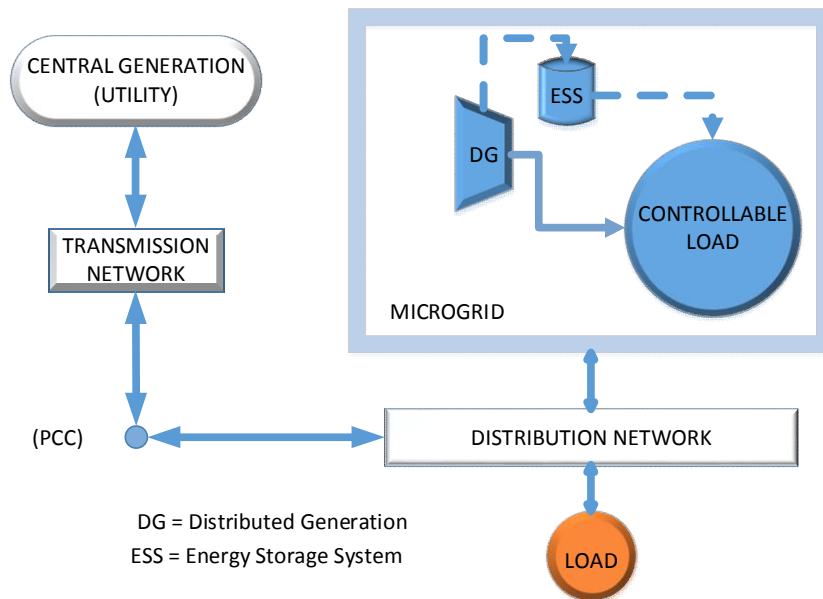 CENTRAL GENERATION
(UTILITY)
TRANSMISSION
NETWORK
(PCC)
ESS
DG
CONTROLLABLE
LOAD
MICROGRID
DISTRIBUTION NETWORK
LOAD
DG = Distributed Generation
ESS = Energy Storage System